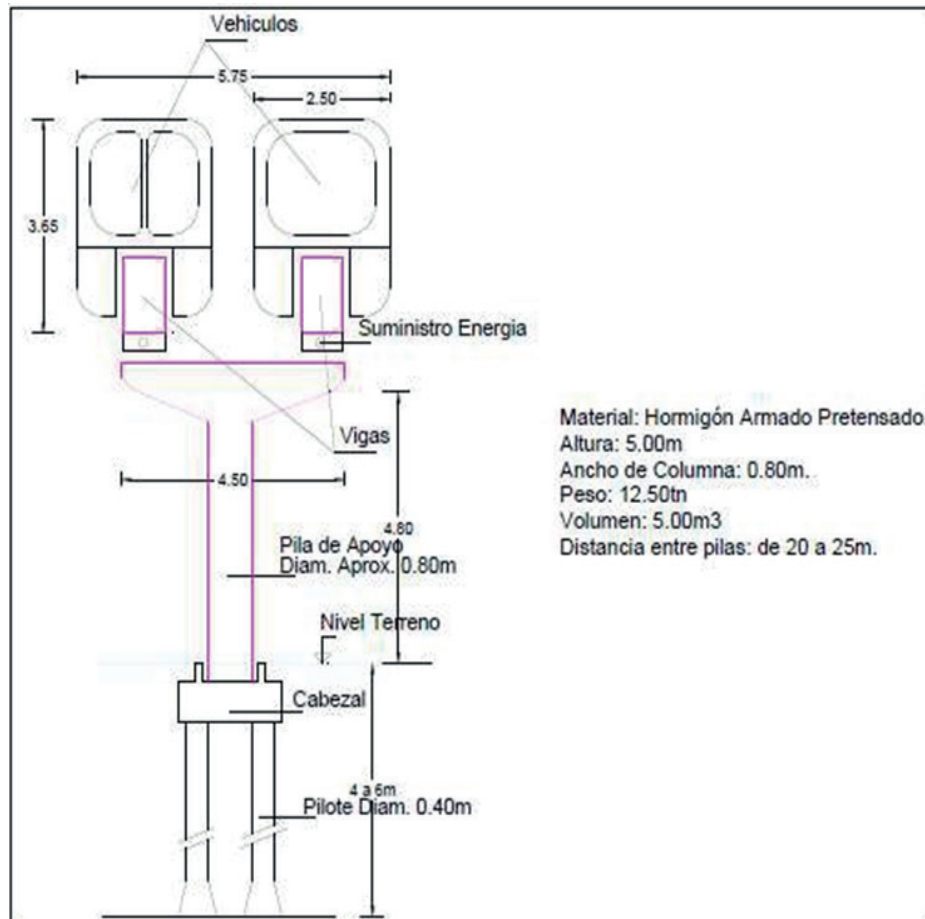 Vehiculos
5.75
2.50
3.65
Suministro Energia
Vigas
4.50
4.80
Pila de Apoyo
Diam. Aprox. 0.80m
Nivel Terreno
Cabezal
4 a 6m
Pilote Diam. 0.40m
Material: Hormigón Armado Pretensado.
Altura: 5.00m
Ancho de Columna: 0.80m.
Peso: 12.50tn
Volumen: 5.00m3
Distancia entre pilas: de 20 a 25m.